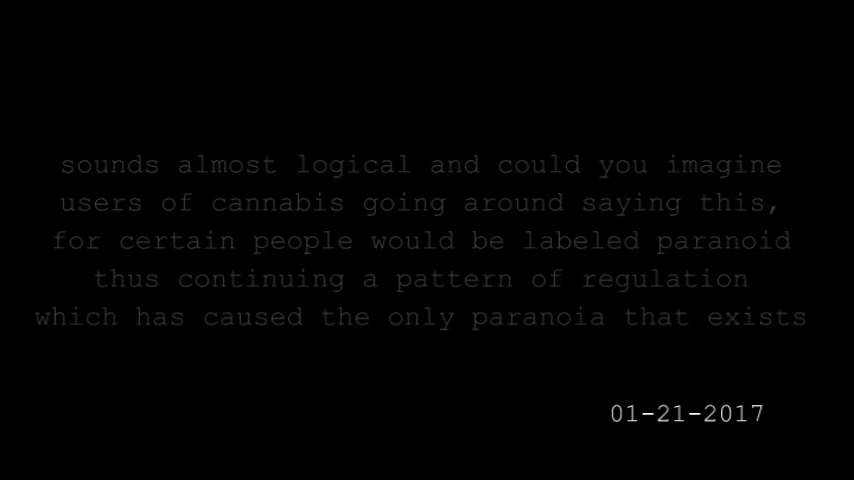 sounds almost logical and could you imagine
users of cannabis going around saying this,
for certain people would be labeled paranoid
thus continuing a pattern of regulation
which has caused the only paranoia that exists
01-21-2017